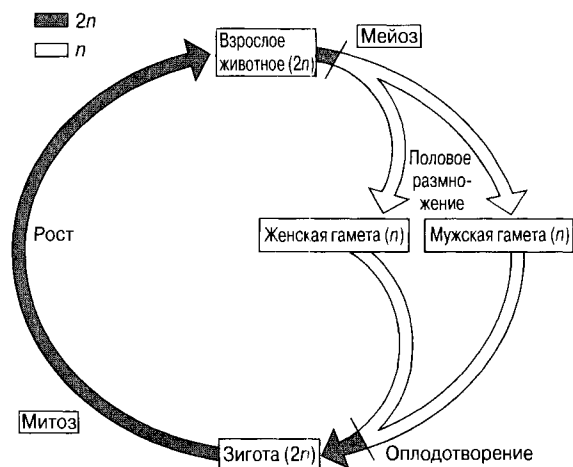 2n
n
Взрослое
животное (2n)
Мейоз
Половое
размно-
жение
Рост
Женская гамета (n)
Мужская гамета (n)
Митоз
Зигота (2n)
Оплодотворение